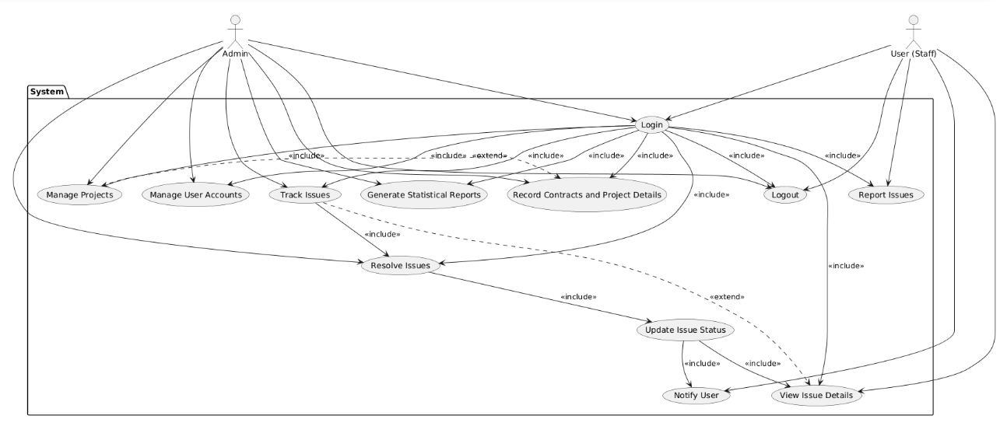 Admin
User (Staff)
System
Login
«include»
«include»
«extend»
«include»
«include»
«include»
«include»
«include»
Manage Projects
Manage User Accounts
Track Issues
Generate Statistical Reports
Record Contracts and Project Details
Logout
Report Issues
«include»
«include»
Resolve Issues
«include»
«include»
«extend»
Update Issue Status
«include»
«include»
Notify User
View Issue Details